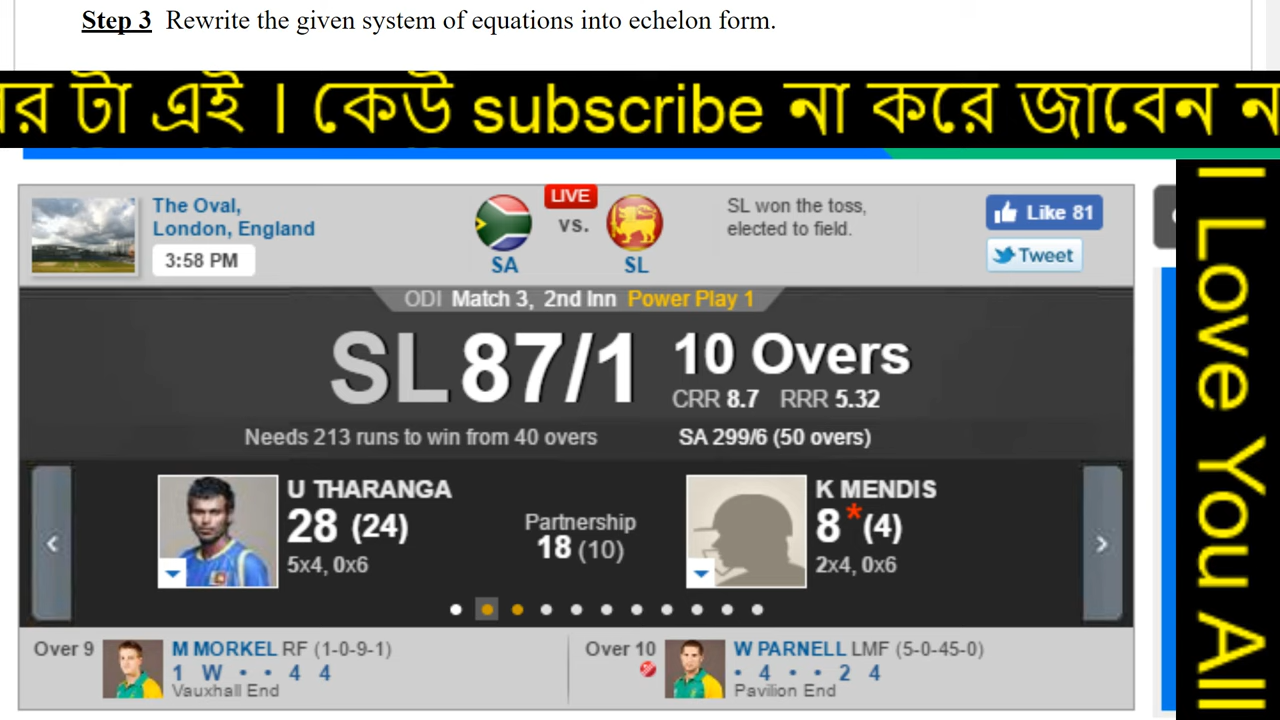 Step 3 Rewrite the given system of equations into echelon form.
র টা এই । কেউ subscribe না করে জাবেন ন
The Oval,
London, England
3:58 PM
LIVE
SA vs. SL
SL won the toss,
elected to field.
Like 81
Tweet
ODI Match 3, 2nd Inn Power Play 1
SL 87/1
10 Overs
CRR 8.7 RRR 5.32
Needs 213 runs to win from 40 overs
SA 299/6 (50 overs)
U THARANGA
28 (24)
5x4, 0x6
Partnership
18 (10)
K MENDIS
8*(4)
2x4, 0x6
Over 9
M MORKEL RF (1-0-9-1)
1 W • • 4 4
Vauxhall End
Over 10
W PARNELL LMF (5-0-45-0)
• 4 • • 2 4
Pavilion End
I Love You All